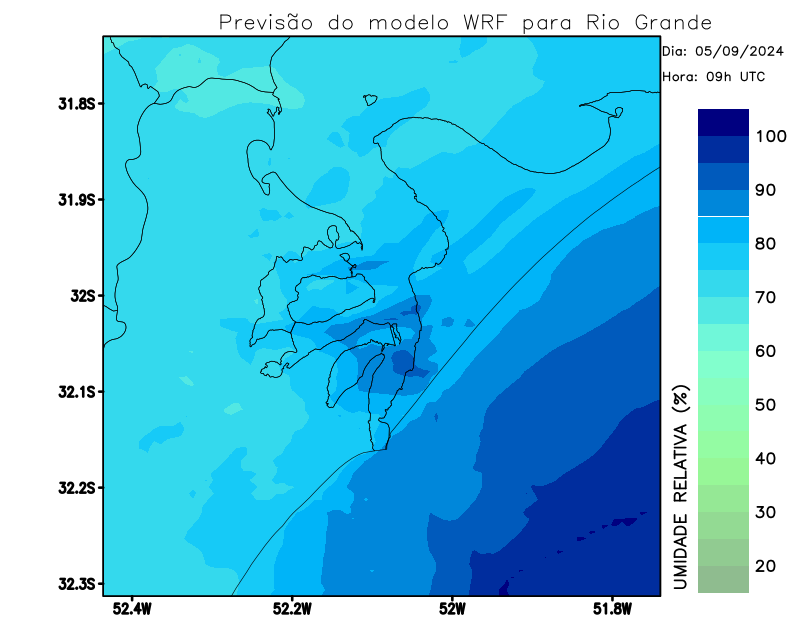 Previsão do modelo WRF para Rio Grande
Dia: 05/09/2024
Hora: 09h UTC
31.8S
31.9S
32S
32.1S
32.2S
32.3S
52.4W
52.2W
52W
51.8W
100
90
80
70
60
50
40
30
20
UMIDADE RELATIVA (%)